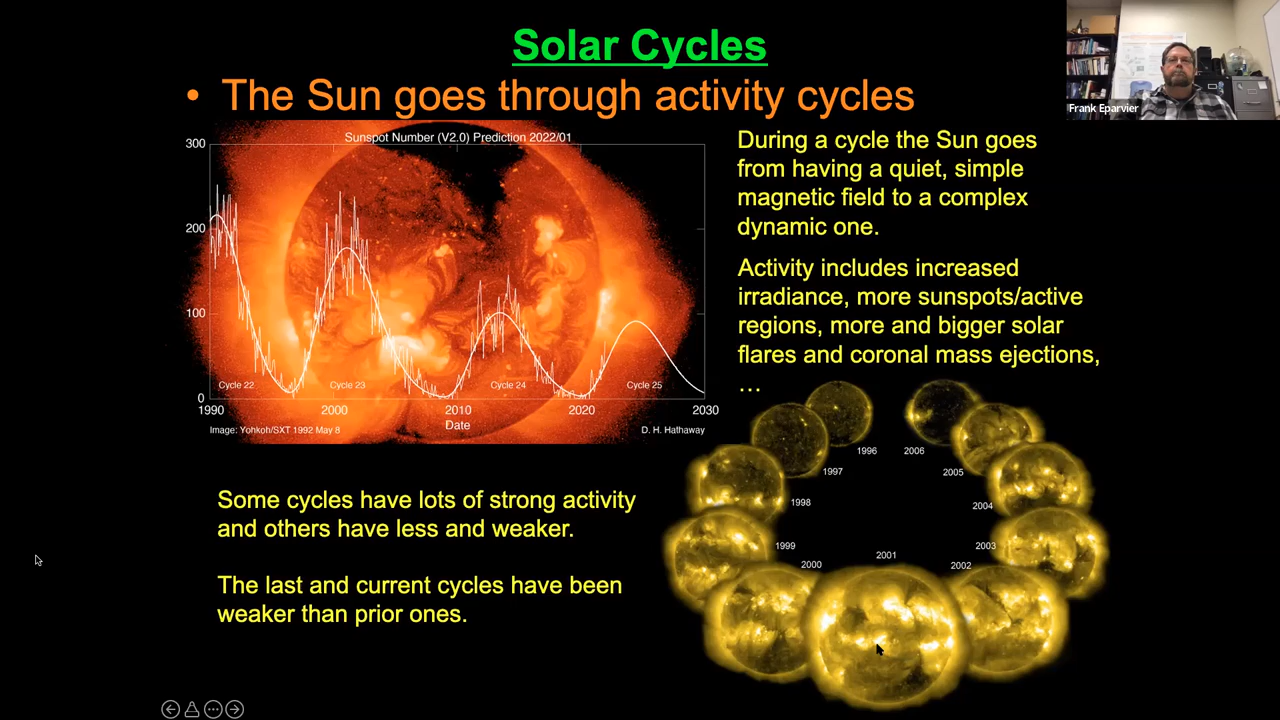 Solar Cycles
• The Sun goes through activity cycles
Frank Eparvier
Sunspot Number (V2.0) Prediction 2022/01
300
200
100
0
Cycle 22
Cycle 23
Cycle 24
Cycle 25
1990
2000
2010
2020
2030
Date
Image: Yohkoh/SXT 1992 May 8
D. H. Hathaway
During a cycle the Sun goes
from having a quiet, simple
magnetic field to a complex
dynamic one.
Activity includes increased
irradiance, more sunspots/active
regions, more and bigger solar
flares and coronal mass ejections,
…
Some cycles have lots of strong activity
and others have less and weaker.
The last and current cycles have been
weaker than prior ones.
1996
2006
1997
2005
1998
2004
1999
2003
2000
2001
2002